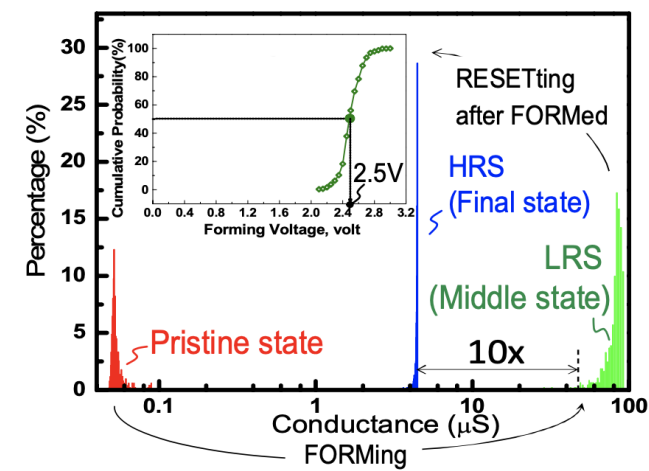 30
25
20
15
10
5
0
Percentage (%)
100
80
60
40
20
0
Cumulative Probability(%)
0.0 0.4 0.8 1.2 1.6 2.0 2.4 2.8 3.2
Forming Voltage, volt
2.5V
RESETting
after FORMed
HRS
(Final state)
LRS
(Middle state)
Pristine state
10x
0.1 1 10 100
Conductance (μS)
FORMing